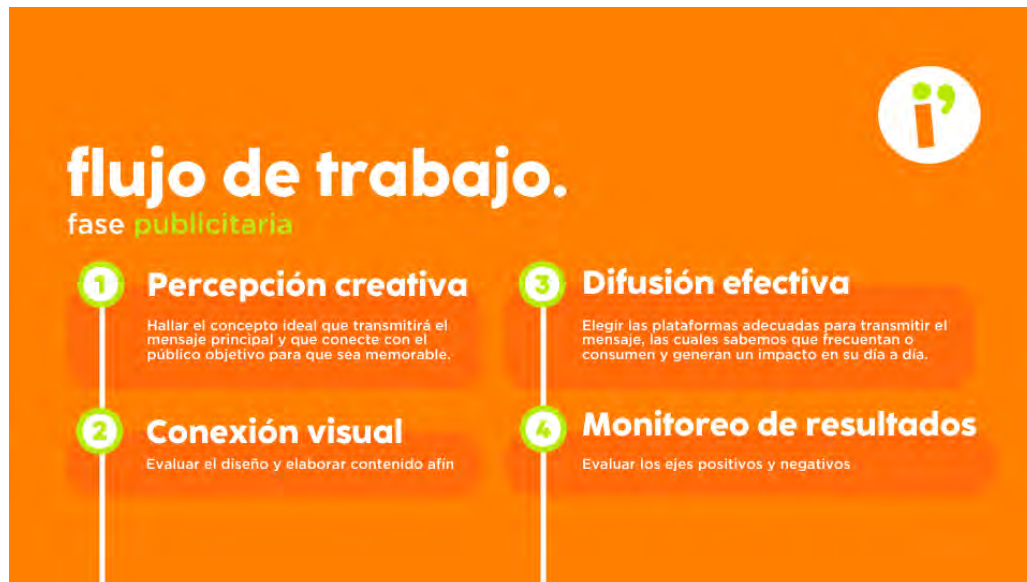 i'
flujo de trabajo.
fase publicitaria
1
Percepción creativa
Hallar el concepto ideal que transmitirá el
mensaje principal y que conecte con el
público objetivo para que sea memorable.
2
Conexión visual
Evaluar el diseño y elaborar contenido afín
3
Difusión efectiva
Elegir las plataformas adecuadas para transmitir el
mensaje, las cuales sabemos que frecuentan o
consumen y generan un impacto en su día a día.
4
Monitoreo de resultados
Evaluar los ejes positivos y negativos